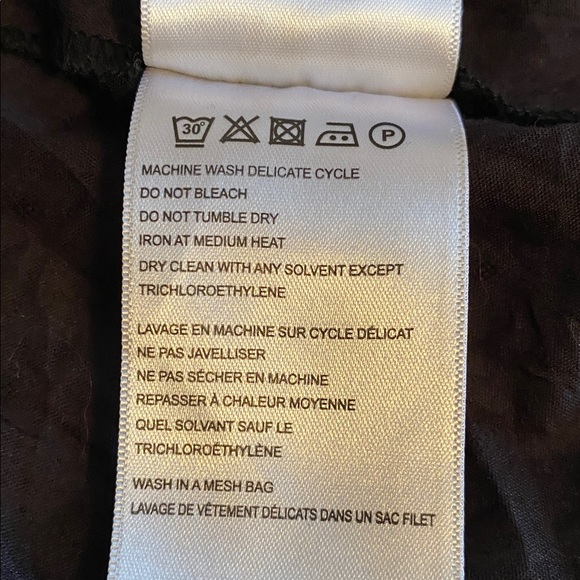 30° P
MACHINE WASH DELICATE CYCLE
DO NOT BLEACH
DO NOT TUMBLE DRY
IRON AT MEDIUM HEAT
DRY CLEAN WITH ANY SOLVENT EXCEPT
TRICHLOROETHYLENE
LAVAGE EN MACHINE SUR CYCLE DÉLICAT
NE PAS JAVELLISER
NE PAS SÉCHER EN MACHINE
REPASSER À CHALEUR MOYENNE
QUEL SOLVANT SAUF LE
TRICHLOROÉTHYLÈNE
WASH IN A MESH BAG
LAVAGE DE VÊTEMENT DÉLICATS DANS UN SAC FILET